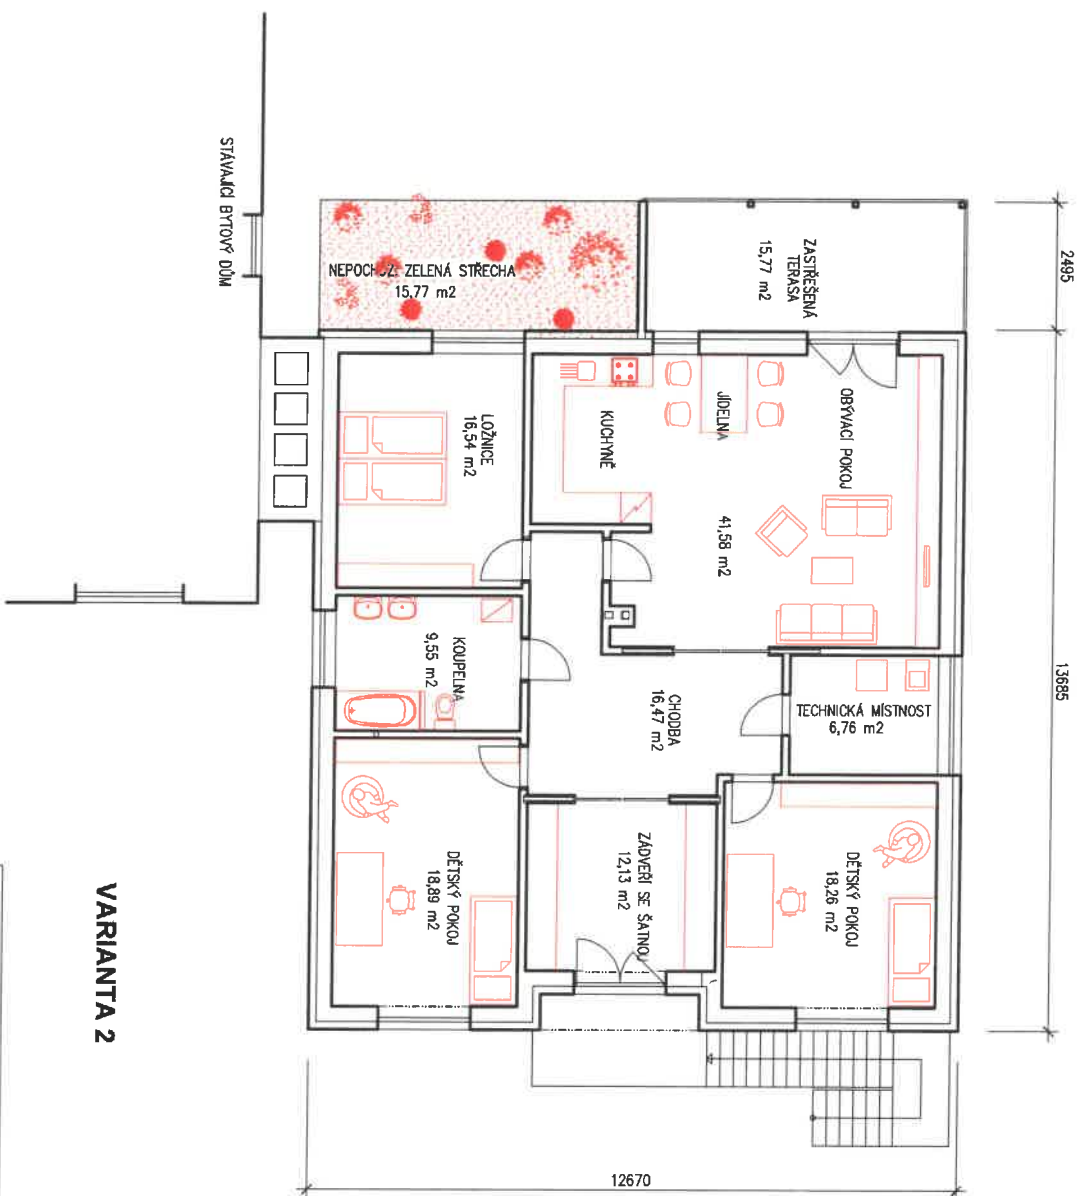 2495
ZASTŘEŠENÁ
TERASA
15,77 m2
NEPOCHOZÍ ZELENÁ STŘECHA
15.77 m2
STÁVAJÍCÍ BYTOVÝ DŮM
OBÝVACÍ POKOJ
JÍDELNA
KUCHYNĚ
41,58 m2
LOŽNICE
16,54 m2
13685
TECHNICKÁ MÍSTNOST
6,76 m2
CHODBA
16,47 m2
KOUPELNA
9,55 m2
DĚTSKÝ POKOJ
18,26 m2
ZÁDVEŘÍ SE ŠATNOU
12,13 m2
DĚTSKÝ POKOJ
18,89 m2
12670
VARIANTA 2